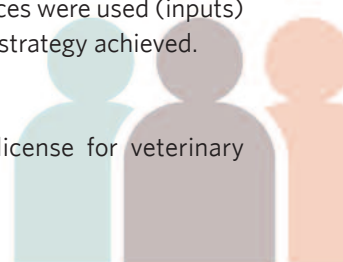 ces were used (inputs)
strategy achieved.
license for veterinary